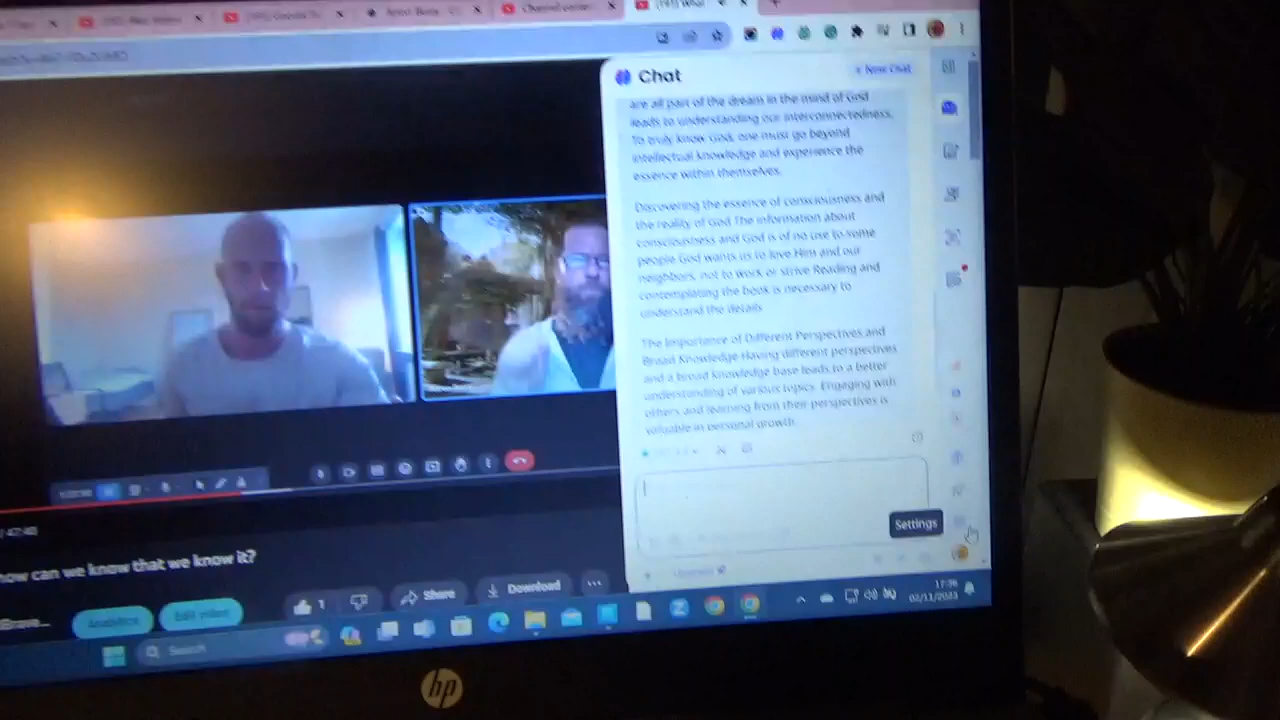 Chat
+ New Chat
are all part of the dream in the mind of God
leads to understanding our interconnectedness.
To truly know God, one must go beyond
intellectual knowledge and experience the
essence within themselves.
Discovering the essence of consciousness and
the reality of God The information about
consciousness and God is of no use to some
people God wants us to love Him and our
neighbors, not to work or strive Reading and
contemplating the book is necessary to
understand the details
The Importance of Different Perspectives and
Broad Knowledge Having different perspectives
and a broad knowledge base leads to a better
understanding of various topics. Engaging with
others and learning from their perspectives is
valuable in personal growth.
Settings
Upgrade
/ 47:40
how can we know that we know it?
Analytics
Edit video
1
Share
Download
Search
17:36
02/11/2023
hp